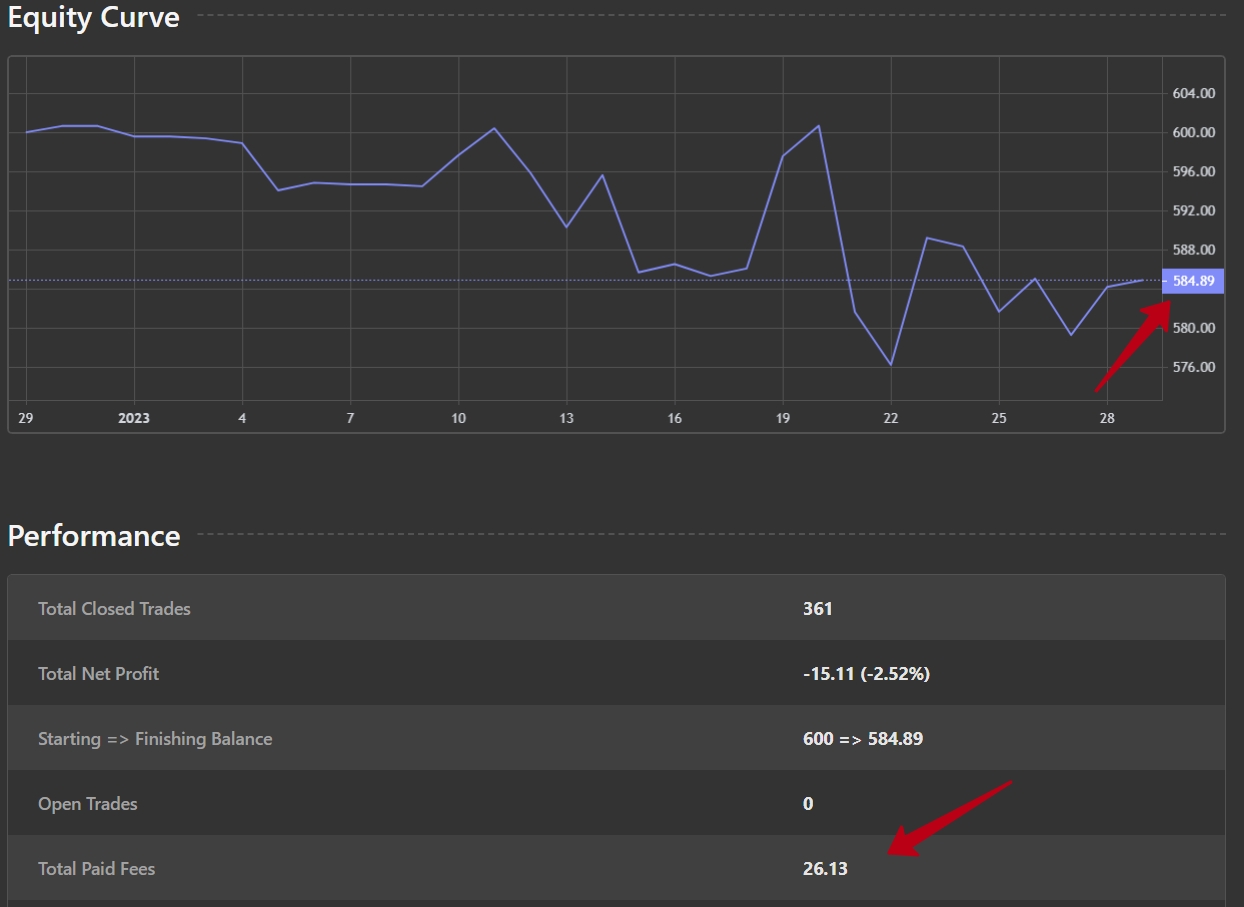 Equity Curve
604.00
600.00
596.00
592.00
588.00
584.89
580.00
576.00
29 2023 4 7 10 13 16 19 22 25 28
Performance
Total Closed Trades 361
Total Net Profit -15.11 (-2.52%)
Starting => Finishing Balance 600 => 584.89
Open Trades 0
Total Paid Fees 26.13